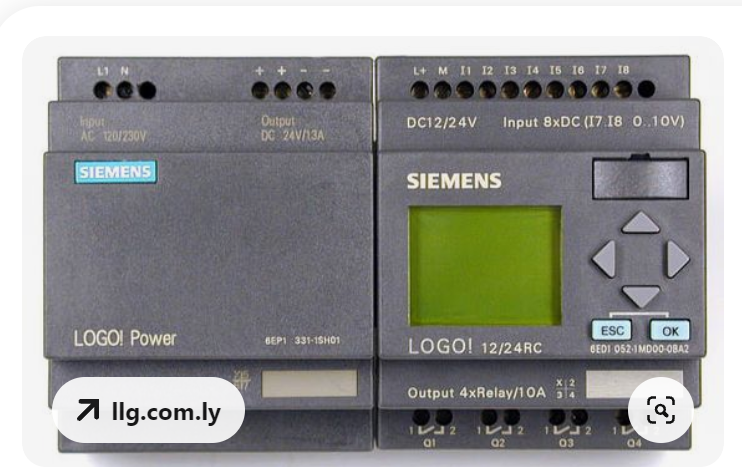 L1 N
+ + - -
Input
AC 120/230V
Output
DC 24V/1.3A
SIEMENS
LOGO! Power
6EP1 331-1SH01
L+ M I1 I2 I3 I4 I5 I6 I7 I8
DC12/24V Input 8xDC (I7.I8 0..10V)
SIEMENS
ESC OK
LOGO! 12/24RC
6ED1 052-1MD00-0BA2
Output 4xRelay/10A
X 2
3 4
1 2 1 2 1 2 1
Q1 Q2 Q3 Q4
llg.com.ly